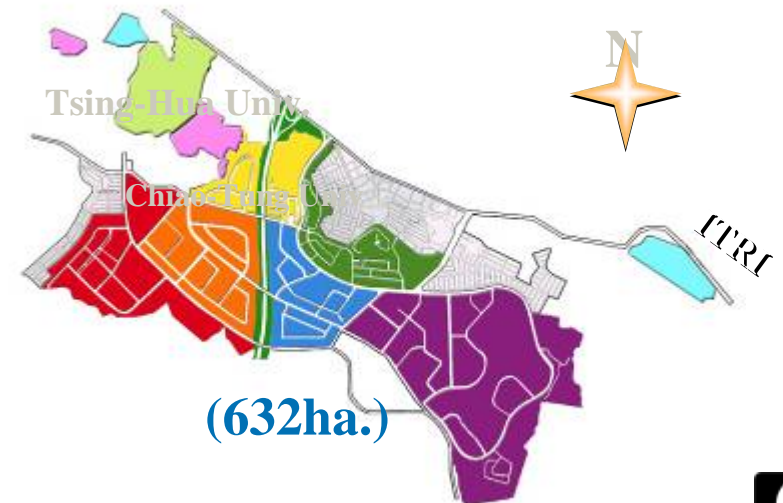 N
Tsing-Hua Univ.
Chiao-Tung Univ.
ITRI
(632ha.)